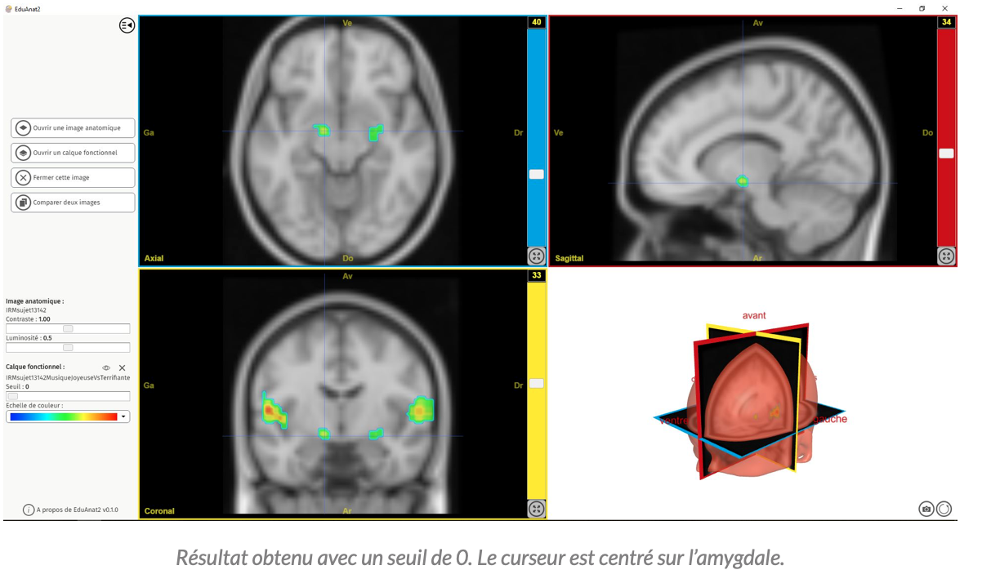 EduAnat2
Ouvrir une image anatomique
Ouvrir un calque fonctionnel
Fermer cette image
Comparer deux images
Image anatomique :
IRMsujet13142
Contraste : 1.00
Luminosité : 0.5
Calque fonctionnel :
IRMsujet13142MusiqueJoyeuseVsTerrifiante
Seuil : 0
Echelle de couleur :
A propos de EduAnat2 v0.1.0
Ve
40
Ga
Dr
Axial
Do
Av
34
Ve
Do
Sagittal
Ar
Av
33
Ga
Dr
Coronal
Ar
avant
ventre
gauche
Résultat obtenu avec un seuil de 0. Le curseur est centré sur l'amygdale.